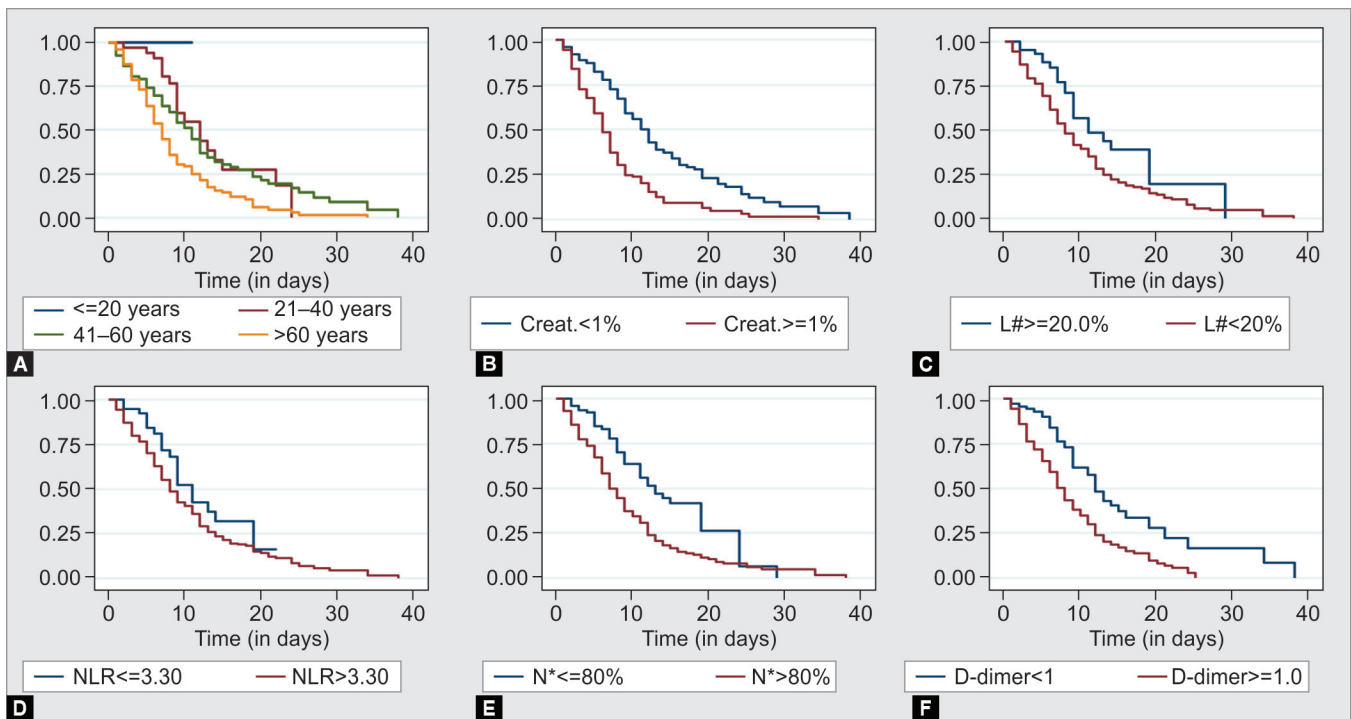 1.00
0.75
0.50
0.25
0.00
0 10 20 30 40
Time (in days)
<=20 years 21–40 years
41–60 years >60 years
A
1.00
0.75
0.50
0.25
0.00
0 10 20 30 40
Time (in days)
Creat.<1% Creat.>=1%
B
1.00
0.75
0.50
0.25
0.00
0 10 20 30 40
Time (in days)
L#>=20.0% L#<20%
C
1.00
0.75
0.50
0.25
0.00
0 10 20 30 40
Time (in days)
NLR<=3.30 NLR>3.30
D
1.00
0.75
0.50
0.25
0.00
0 10 20 30 40
Time (in days)
N*<=80% N*>80%
E
1.00
0.75
0.50
0.25
0.00
0 10 20 30 40
Time (in days)
D-dimer<1 D-dimer>=1.0
F